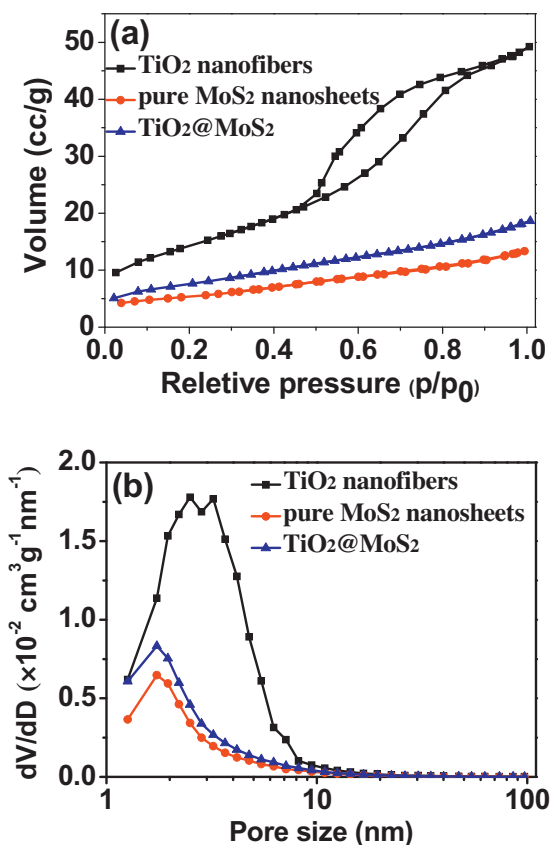 (a)
TiO2 nanofibers
pure MoS2 nanosheets
TiO2@MoS2
Volume (cc/g)
50
40
30
20
10
0
0.0 0.2 0.4 0.6 0.8 1.0
Reletive pressure (p/p0)
(b)
TiO2 nanofibers
pure MoS2 nanosheets
TiO2@MoS2
dV/dD (×10-2 cm3g-1nm-1)
2.0
1.5
1.0
0.5
0.0
1 10 100
Pore size (nm)